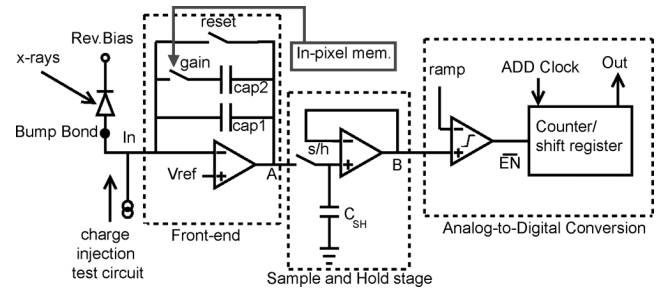 reset
Rev.Bias
gain
In-pixel mem.
x-rays
cap2
ramp
ADD Clock
Out
Bump Bond
In
cap1
s/h
Counter/
shift register
Vref
A
B
EN
CSH
charge
injection
test circuit
Front-end
Sample and Hold stage
Analog-to-Digital Conversion